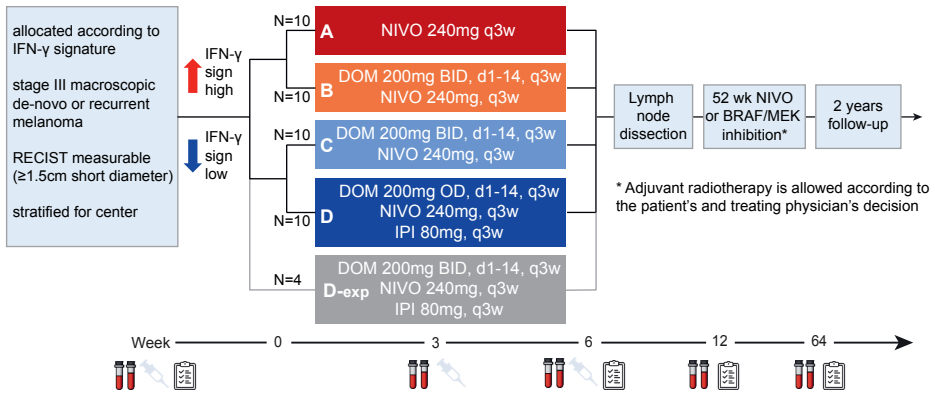 allocated according to
IFN-γ signature
stage III macroscopic
de-novo or recurrent
melanoma
RECIST measurable
(≥1.5cm short diameter)
stratified for center
IFN-γ
sign
high
IFN-γ
sign
low
N=10
A
NIVO 240mg q3w
N=10
B
DOM 200mg BID, d1-14, q3w
NIVO 240mg, q3w
N=10
C
DOM 200mg BID, d1-14, q3w
NIVO 240mg, q3w
N=10
D
DOM 200mg OD, d1-14, q3w
NIVO 240mg, q3w
IPI 80mg, q3w
N=4
D-exp
DOM 200mg BID, d1-14, q3w
NIVO 240mg, q3w
IPI 80mg, q3w
Lymph
node
dissection
52 wk NIVO
or BRAF/MEK
inhibition*
2 years
follow-up
* Adjuvant radiotherapy is allowed according to
the patient's and treating physician's decision
Week 0 3 6 12 64